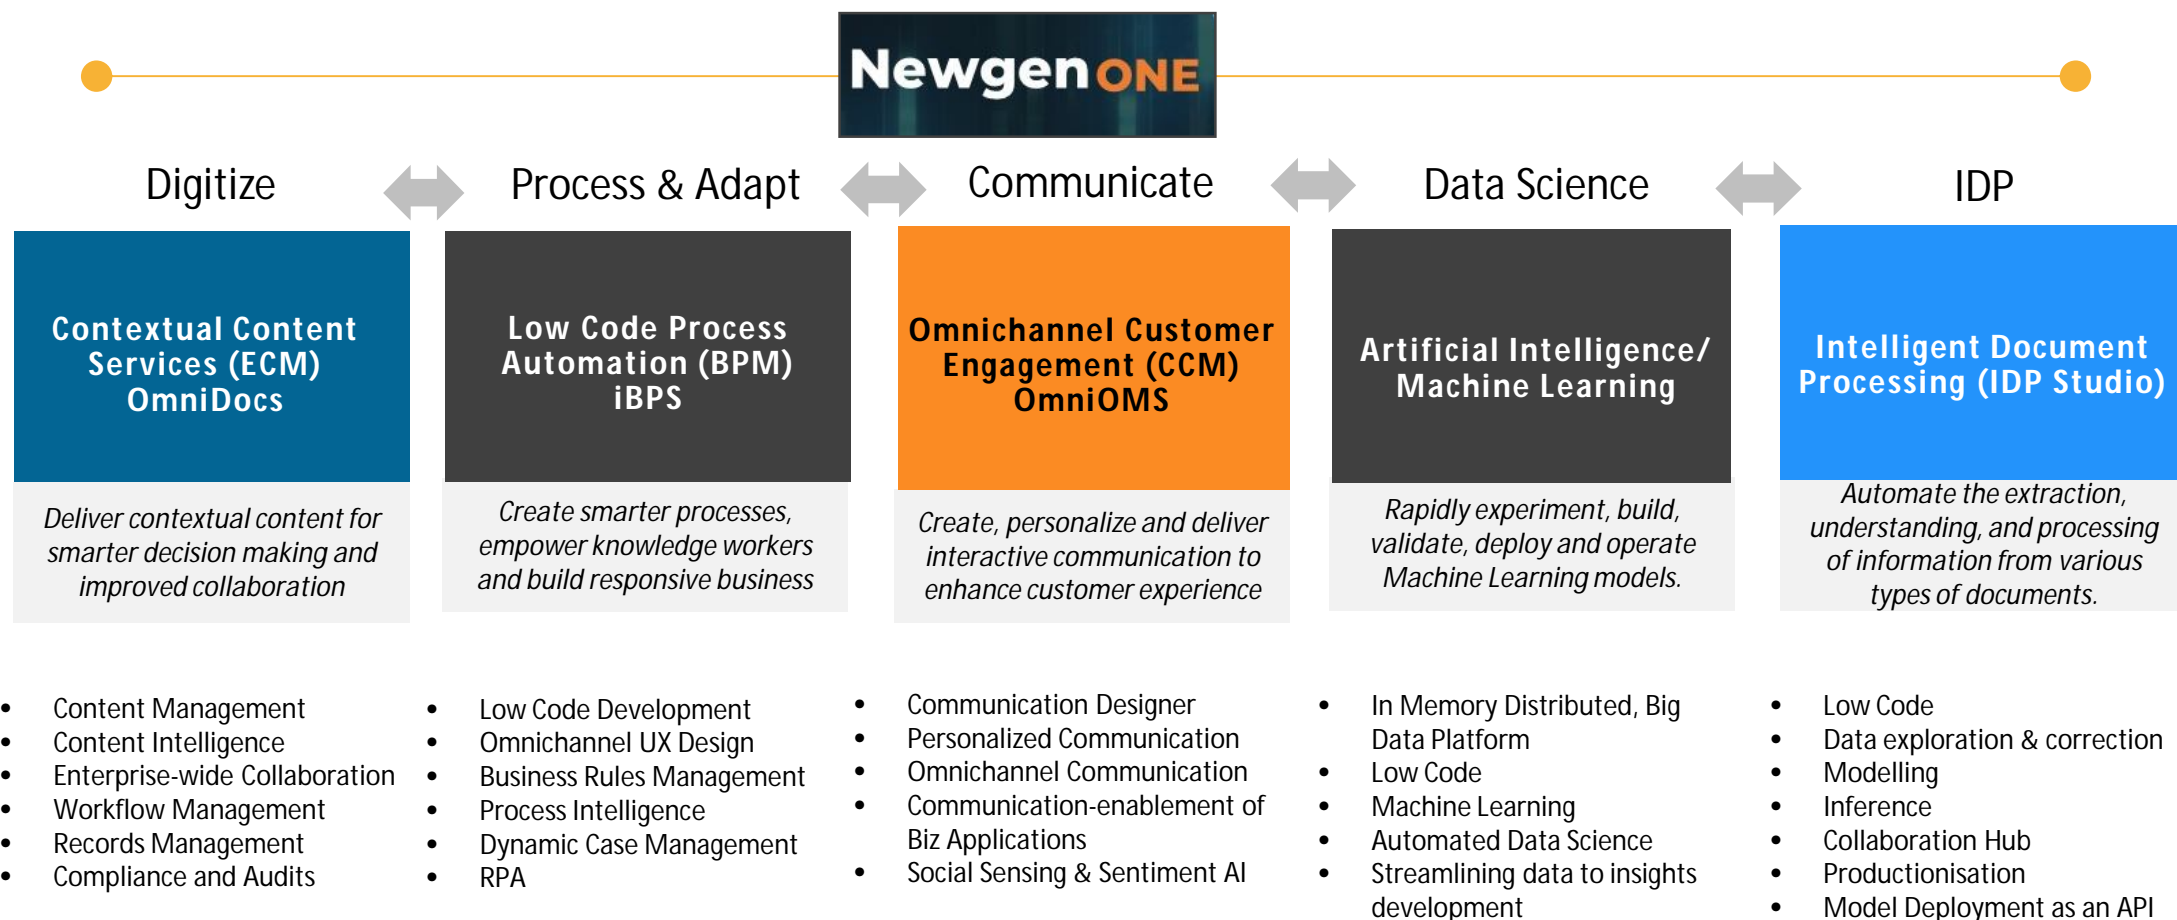 Newgen ONE
Digitize
Process & Adapt
Communicate
Data Science
IDP
Contextual Content
Services (ECM)
OmniDocs
Low Code Process
Automation (BPM)
iBPS
Omnichannel Customer
Engagement (CCM)
OmniOMS
Artificial Intelligence/
Machine Learning
Intelligent Document
Processing (IDP Studio)
Deliver contextual content for
smarter decision making and
improved collaboration
Create smarter processes,
empower knowledge workers
and build responsive business
Create, personalize and deliver
interactive communication to
enhance customer experience
Rapidly experiment, build,
validate, deploy and operate
Machine Learning models.
Automate the extraction,
understanding, and processing
of information from various
types of documents.
• Content Management
• Content Intelligence
• Enterprise-wide Collaboration
• Workflow Management
• Records Management
• Compliance and Audits
• Low Code Development
• Omnichannel UX Design
• Business Rules Management
• Process Intelligence
• Dynamic Case Management
• RPA
• Communication Designer
• Personalized Communication
• Omnichannel Communication
• Communication-enablement of
Biz Applications
• Social Sensing & Sentiment AI
• In Memory Distributed, Big
Data Platform
• Low Code
• Machine Learning
• Automated Data Science
• Streamlining data to insights
development
• Low Code
• Data exploration & correction
• Modelling
• Inference
• Collaboration Hub
• Productionisation
• Model Deployment as an API